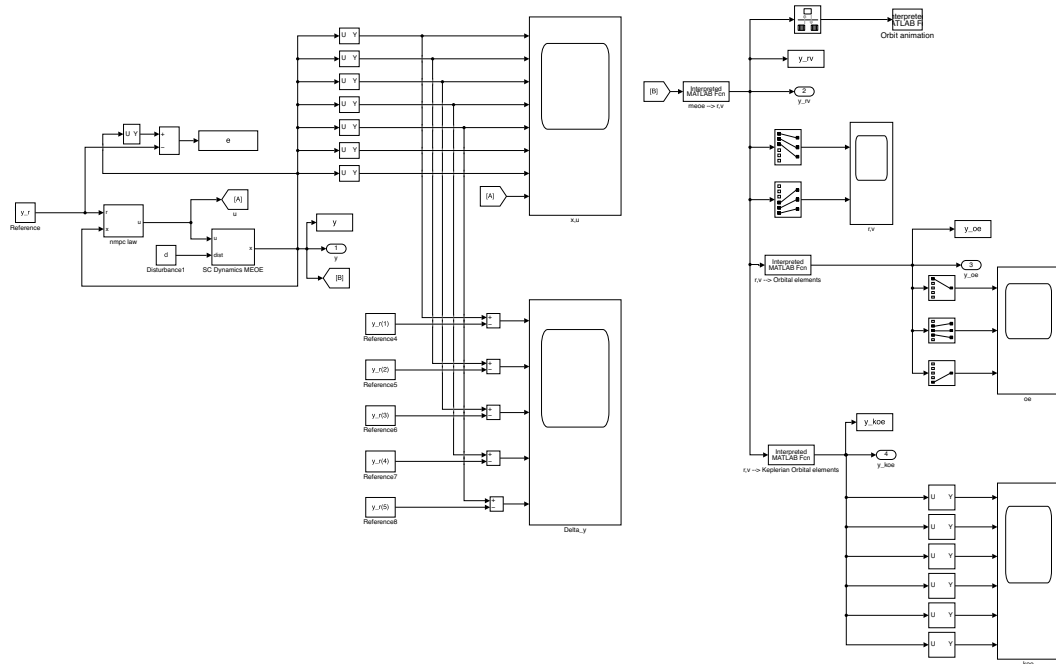 U Y
U Y
U Y
U Y
U Y
U Y
U Y
[A]
x,u
U Y
+
−
e
y_r
Reference
r
x
u
nmpc law
[A]
u
d
Disturbance1
u
dist
x
SC Dynamics MEOE
y
1
y
[B]
y_r(1)
Reference4
+
−
y_r(2)
Reference5
+
−
y_r(3)
Reference6
+
−
y_r(4)
Reference7
+
−
y_r(5)
Reference8
+
−
Delta_y
[B]
Interpreted
MATLAB Fcn
meoe --> r,v
Orbit animation
y_rv
2
y_rv
r,v
Interpreted
MATLAB Fcn
r,v --> Orbital elements
y_oe
3
y_oe
oe
Interpreted
MATLAB Fcn
r,v --> Keplerian Orbital elements
y_koe
4
y_koe
U Y
U Y
U Y
U Y
U Y
U Y